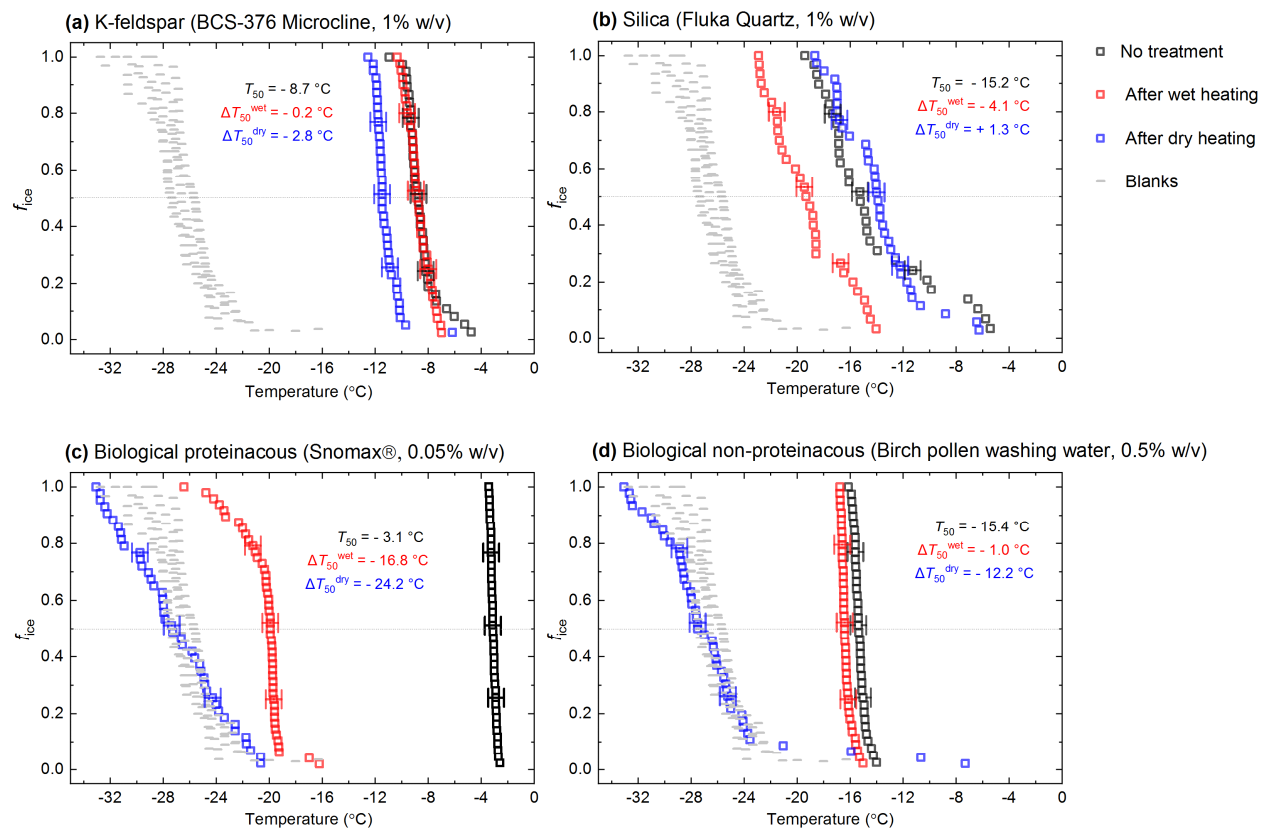 (a) K-feldspar (BCS-376 Microcline, 1% w/v)
1.0
0.8
0.6
0.4
0.2
0.0
fice
T50 = - 8.7 °C
ΔT50wet = - 0.2 °C
ΔT50dry = - 2.8 °C
-32 -28 -24 -20 -16 -12 -8 -4 0
Temperature (°C)
(b) Silica (Fluka Quartz, 1% w/v)
1.0
0.8
0.6
0.4
0.2
0.0
fice
T50 = - 15.2 °C
ΔT50wet = - 4.1 °C
ΔT50dry = + 1.3 °C
-32 -28 -24 -20 -16 -12 -8 -4 0
Temperature (°C)
No treatment
After wet heating
After dry heating
Blanks
(c) Biological proteinacous (Snomax®, 0.05% w/v)
1.0
0.8
0.6
0.4
0.2
0.0
fice
T50 = - 3.1 °C
ΔT50wet = - 16.8 °C
ΔT50dry = - 24.2 °C
-32 -28 -24 -20 -16 -12 -8 -4 0
Temperature (°C)
(d) Biological non-proteinacous (Birch pollen washing water, 0.5% w/v)
1.0
0.8
0.6
0.4
0.2
0.0
fice
T50 = - 15.4 °C
ΔT50wet = - 1.0 °C
ΔT50dry = - 12.2 °C
-32 -28 -24 -20 -16 -12 -8 -4 0
Temperature (°C)